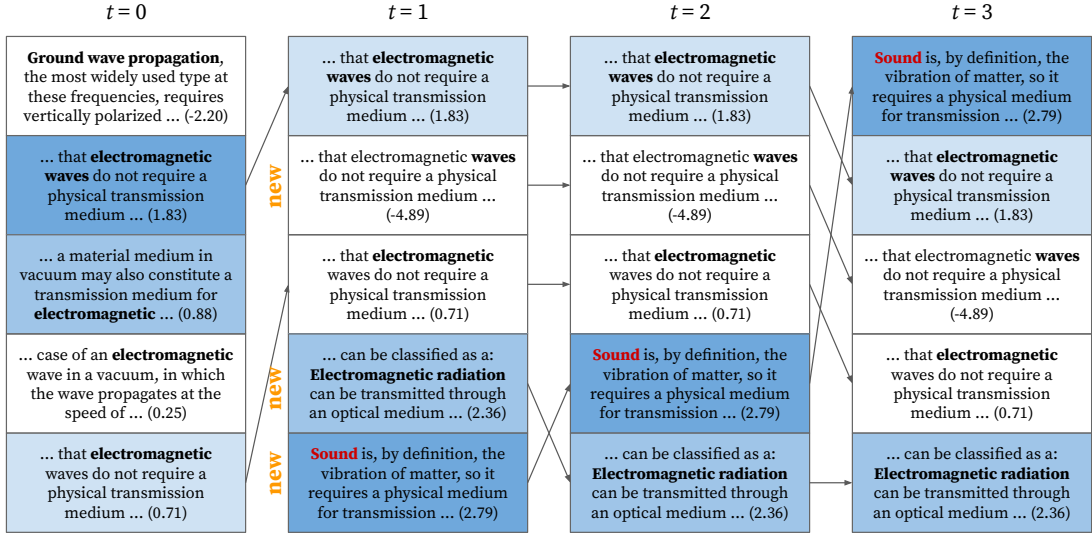 t = 0
Ground wave propagation,
the most widely used type at
these frequencies, requires
vertically polarized ... (-2.20)
... that electromagnetic
waves do not require a
physical transmission
medium ... (1.83)
... a material medium in
vacuum may also constitute a
transmission medium for
electromagnetic ... (0.88)
... case of an electromagnetic
wave in a vacuum, in which
the wave propagates at the
speed of ... (0.25)
... that electromagnetic
waves do not require a
physical transmission
medium ... (0.71)
t = 1
... that electromagnetic
waves do not require a
physical transmission
medium ... (1.83)
new
... that electromagnetic waves
do not require a physical
transmission medium ...
(-4.89)
... that electromagnetic
waves do not require a
physical transmission
medium ... (0.71)
new
... can be classified as a:
Electromagnetic radiation
can be transmitted through
an optical medium ... (2.36)
new
Sound is, by definition, the
vibration of matter, so it
requires a physical medium
for transmission ... (2.79)
t = 2
... that electromagnetic
waves do not require a
physical transmission
medium ... (1.83)
... that electromagnetic waves
do not require a physical
transmission medium ...
(-4.89)
... that electromagnetic
waves do not require a
physical transmission
medium ... (0.71)
Sound is, by definition, the
vibration of matter, so it
requires a physical medium
for transmission ... (2.79)
... can be classified as a:
Electromagnetic radiation
can be transmitted through
an optical medium ... (2.36)
t = 3
Sound is, by definition, the
vibration of matter, so it
requires a physical medium
for transmission ... (2.79)
... that electromagnetic
waves do not require a
physical transmission
medium ... (1.83)
... that electromagnetic waves
do not require a physical
transmission medium ...
(-4.89)
... that electromagnetic
waves do not require a
physical transmission
medium ... (0.71)
... can be classified as a:
Electromagnetic radiation
can be transmitted through
an optical medium ... (2.36)